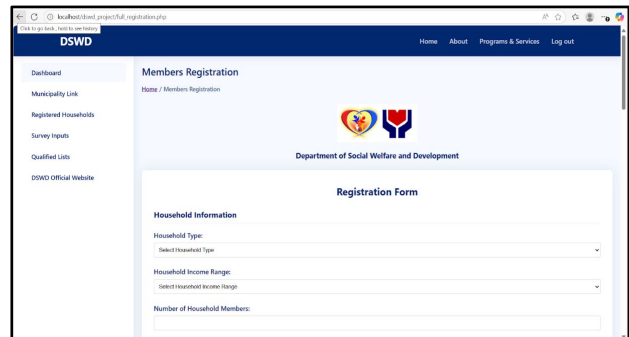 localhost/dswd_project/full_registration.php
Click to go back, hold to see history
DSWD
Home About Programs & Services Log out
Dashboard
Municipality Link
Registered Households
Survey Inputs
Qualified Lists
DSWD Official Website
Members Registration
Home / Members Registration
Department of Social Welfare and Development
Registration Form
Household Information
Household Type:
Select Household Type
Household Income Range:
Select Household Income Range
Number of Household Members: